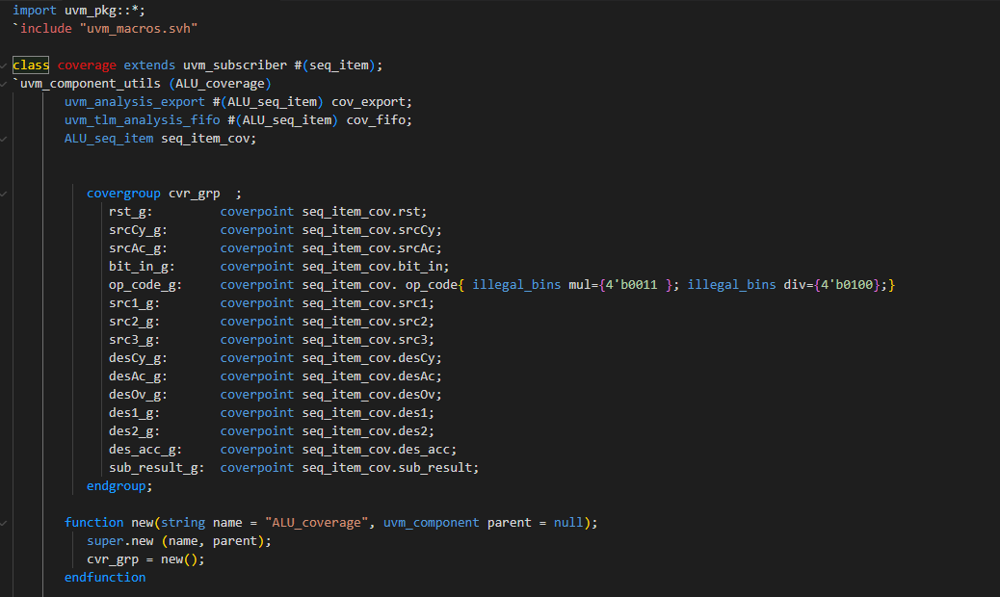 import uvm_pkg::*;
`include "uvm_macros.svh"
class coverage extends uvm_subscriber #(seq_item);
`uvm_component_utils (ALU_coverage)
uvm_analysis_export #(ALU_seq_item) cov_export;
uvm_tlm_analysis_fifo #(ALU_seq_item) cov_fifo;
ALU_seq_item seq_item_cov;
covergroup cvr_grp  ;
rst_g:         coverpoint seq_item_cov.rst;
srcCy_g:       coverpoint seq_item_cov.srcCy;
srcAc_g:       coverpoint seq_item_cov.srcAc;
bit_in_g:      coverpoint seq_item_cov.bit_in;
op_code_g:     coverpoint seq_item_cov. op_code{ illegal_bins mul={4'b0011 }; illegal_bins div={4'b0100};}
src1_g:        coverpoint seq_item_cov.src1;
src2_g:        coverpoint seq_item_cov.src2;
src3_g:        coverpoint seq_item_cov.src3;
desCy_g:       coverpoint seq_item_cov.desCy;
desAc_g:       coverpoint seq_item_cov.desAc;
desOv_g:       coverpoint seq_item_cov.desOv;
des1_g:        coverpoint seq_item_cov.des1;
des2_g:        coverpoint seq_item_cov.des2;
des_acc_g:     coverpoint seq_item_cov.des_acc;
sub_result_g:  coverpoint seq_item_cov.sub_result;
endgroup;
function new(string name = "ALU_coverage", uvm_component parent = null);
super.new (name, parent);
cvr_grp = new();
endfunction